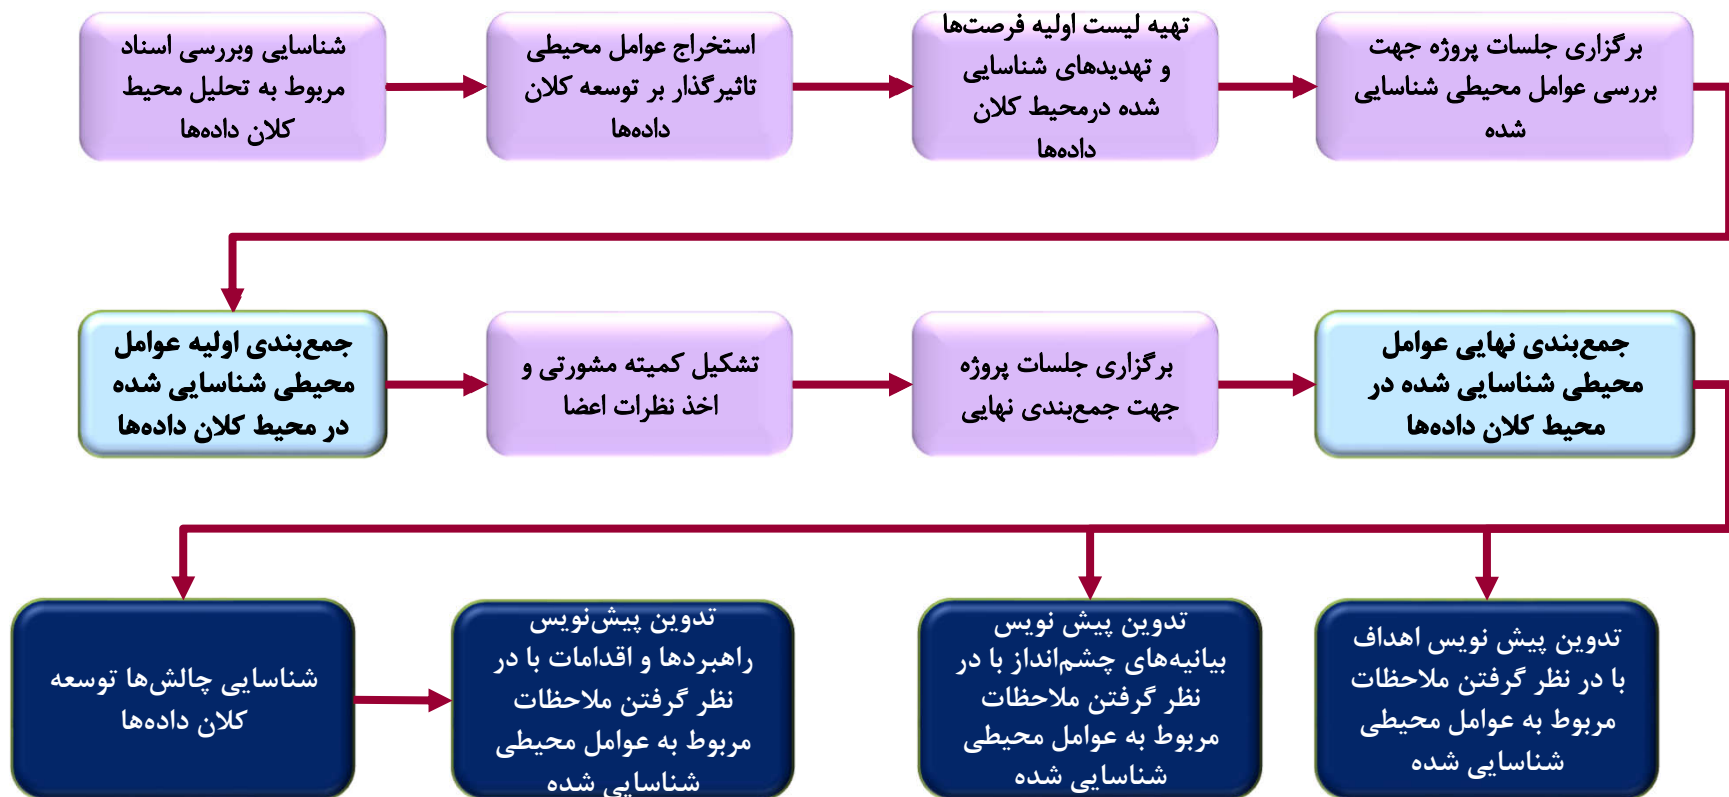 شناسایی وبررسی اسناد
مربوط به تحلیل محیط
کلان داده‌ها
استخراج عوامل محیطی
تاثیرگذار بر توسعه کلان
داده‌ها
تهیه لیست اولیه فرصت‌ها
و تهدیدهای شناسایی
شده درمحیط کلان
داده‌ها
برگزاری جلسات پروژه جهت
بررسی عوامل محیطی شناسایی
شده
جمع‌بندی اولیه عوامل
محیطی شناسایی شده
در محیط کلان داده‌ها
تشکیل کمیته مشورتی و
اخذ نظرات اعضا
برگزاری جلسات پروژه
جهت جمع‌بندی نهایی
جمع‌بندی نهایی عوامل
محیطی شناسایی شده در
محیط کلان داده‌ها
شناسایی چالش‌ها توسعه
کلان داده‌ها
تدوین پیش‌نویس
راهبردها و اقدامات با در
نظر گرفتن ملاحظات
مربوط به عوامل محیطی
شناسایی شده
تدوین پیش نویس
بیانیه‌های چشم‌انداز با در
نظر گرفتن ملاحظات
مربوط به عوامل محیطی
شناسایی شده
تدوین پیش نویس اهداف
با در نظر گرفتن ملاحظات
مربوط به عوامل محیطی
شناسایی شده